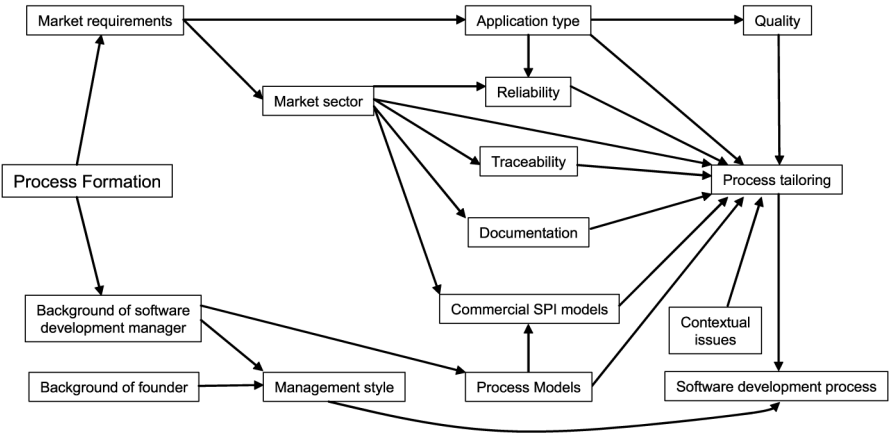 Market requirements
Application type
Quality
Market sector
Reliability
Traceability
Process Formation
Process tailoring
Documentation
Background of software
development manager
Commercial SPI models
Contextual
issues
Background of founder
Management style
Process Models
Software development process